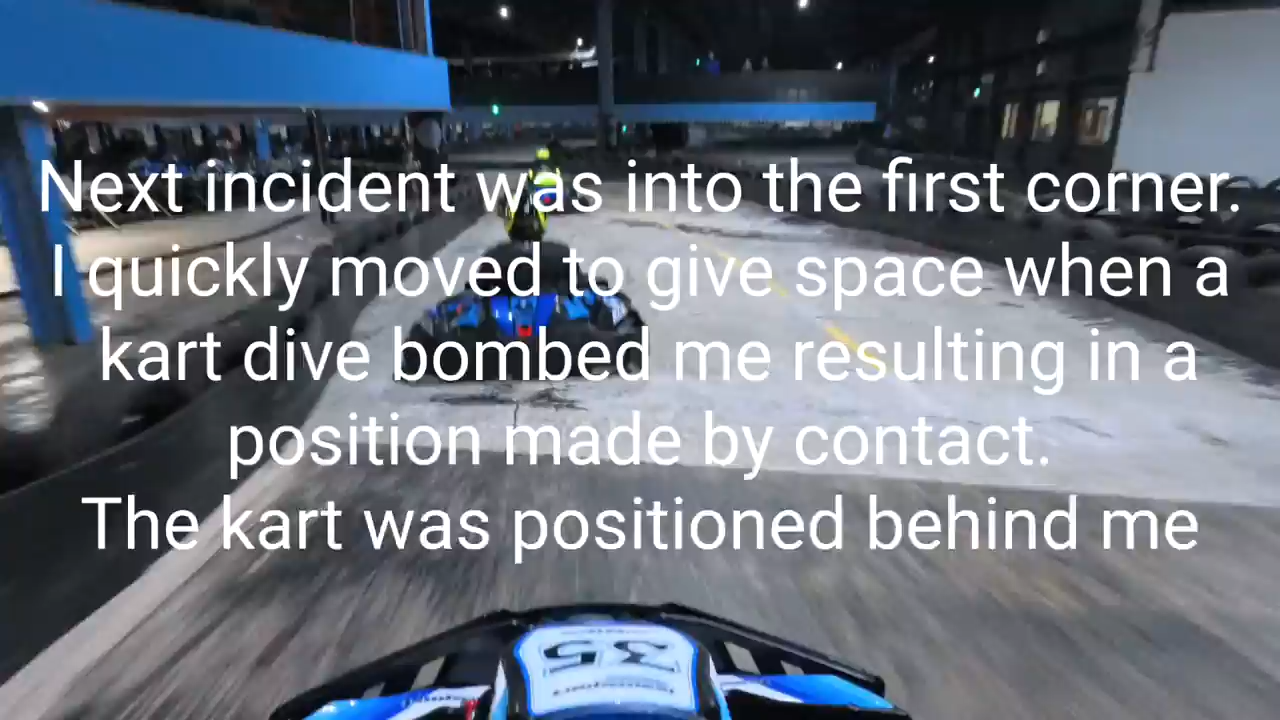 Next incident was into the first corner.
I quickly moved to give space when a
kart dive bombed me resulting in a
position made by contact.
The kart was positioned behind me
35